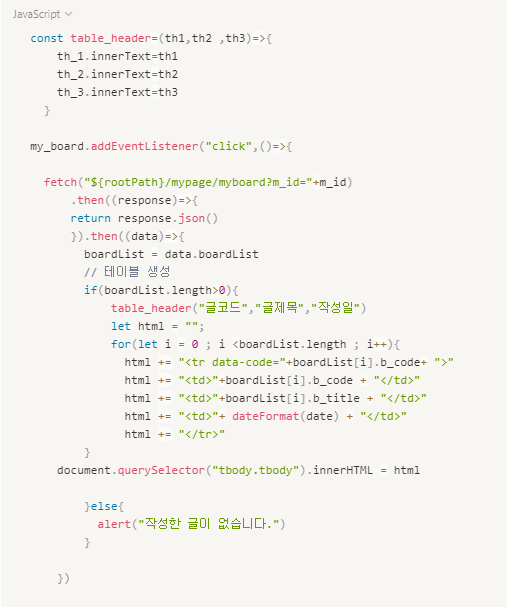 JavaScript
const table_header=(th1,th2 ,th3)=>{
th_1.innerText=th1
th_2.innerText=th2
th_3.innerText=th3
}
my_board.addEventListener("click",()=>{
fetch("${rootPath}/mypage/myboard?m_id="+m_id)
.then((response)=>{
return response.json()
}).then((data)=>{
boardList = data.boardList
// 테이블 생성
if(boardList.length>0){
table_header("글코드","글제목","작성일")
let html = "";
for(let i = 0 ; i <boardList.length ; i++){
html += "<tr data-code="+boardList[i].b_code+ ">"
html += "<td>"+boardList[i].b_code + "</td>"
html += "<td>"+boardList[i].b_title + "</td>"
html += "<td>"+ dateFormat(date) + "</td>"
html += "</tr>"
}
document.querySelector("tbody.tbody").innerHTML = html
}else{
alert("작성한 글이 없습니다.")
}
})